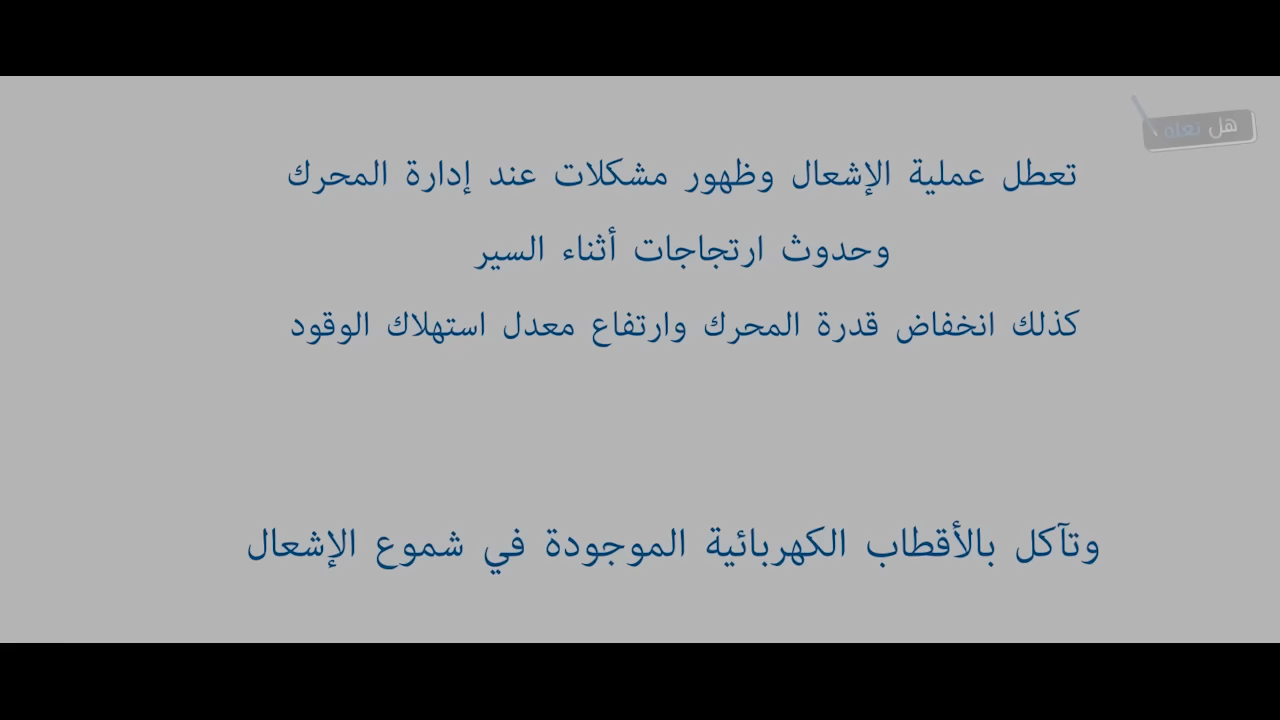 هل تعلم
تعطل عملية الإشعال وظهور مشكلات عند إدارة المحرك
وحدوث ارتجاجات أثناء السير
كذلك انخفاض قدرة المحرك وارتفاع معدل استهلاك الوقود
وتآكل بالأقطاب الكهربائية الموجودة في شموع الإشعال